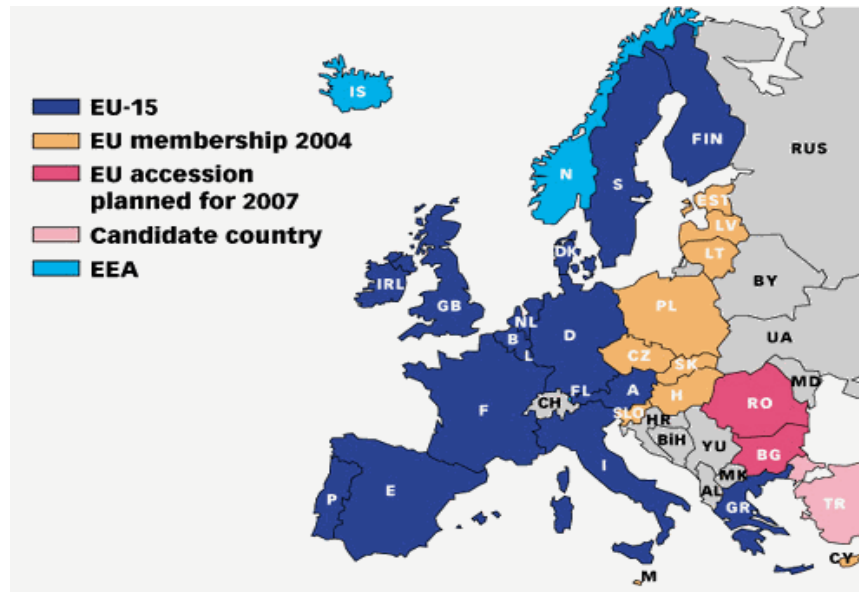 EU-15
EU membership 2004
EU accession
planned for 2007
Candidate country
EEA
IS
FIN
RUS
N
S
EST
LV
LT
DK
IRL
GB
BY
NL
B
L
D
PL
UA
CZ
SK
FL
A
H
MD
CH
SLO
HR
RO
F
BiH
YU
BG
I
MK
AL
P
E
GR
TR
M
CY